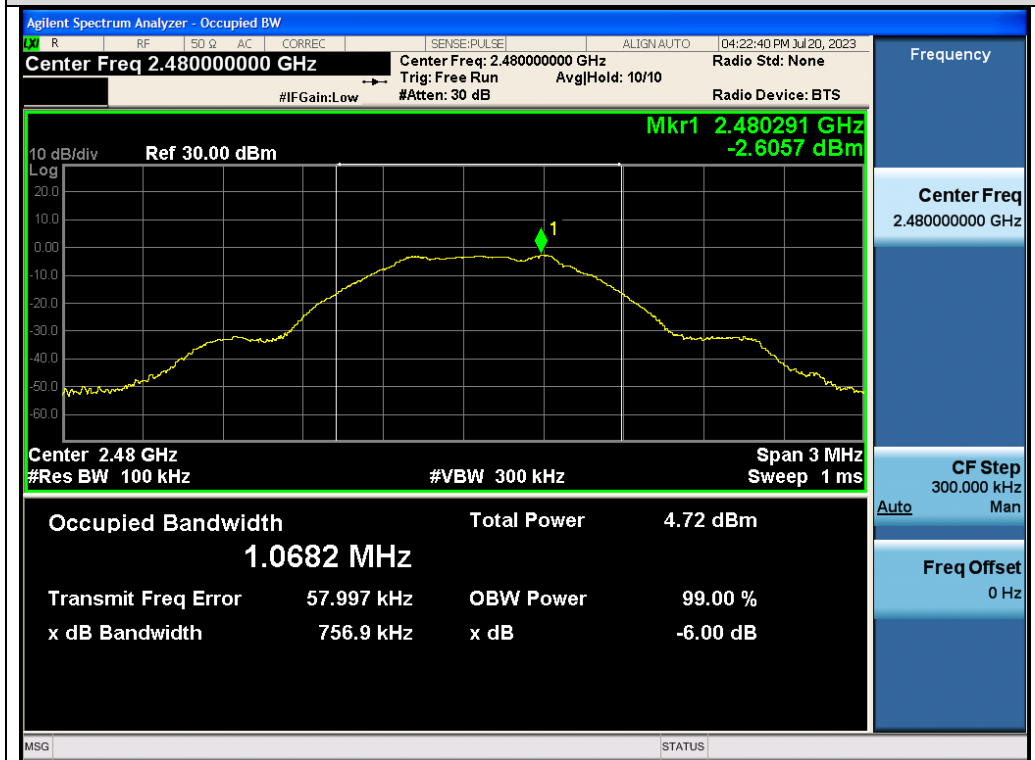 Agilent Spectrum Analyzer - Occupied BW
LXI R RF 50 Ω AC CORREC SENSE:PULSE ALIGN AUTO 04:22:40 PM Jul 20, 2023
Center Freq 2.480000000 GHz
Center Freq: 2.480000000 GHz
Radio Std: None
Trig: Free Run Avg|Hold: 10/10
#IFGain:Low #Atten: 30 dB Radio Device: BTS
Frequency
Mkr1 2.480291 GHz
-2.6057 dBm
10 dB/div Ref 30.00 dBm
Log
20.0
10.0
0.00
-10.0
-20.0
-30.0
-40.0
-50.0
-60.0
1
Center 2.48 GHz Span 3 MHz
#Res BW 100 kHz #VBW 300 kHz Sweep 1 ms
Occupied Bandwidth Total Power 4.72 dBm
1.0682 MHz
Transmit Freq Error 57.997 kHz OBW Power 99.00 %
x dB Bandwidth 756.9 kHz x dB -6.00 dB
Center Freq
2.480000000 GHz
CF Step
300.000 kHz
Auto Man
Freq Offset
0 Hz
MSG STATUS